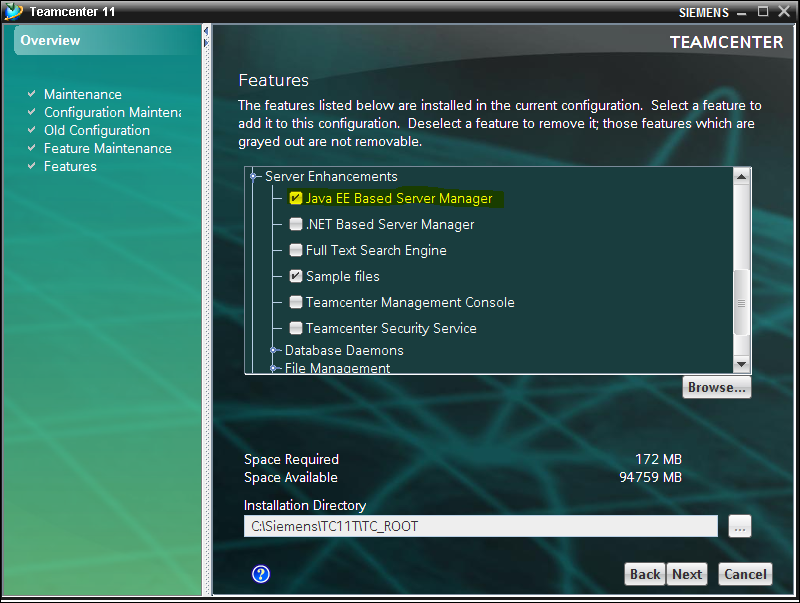 Teamcenter 11
SIEMENS
Overview
TEAMCENTER
Maintenance
Configuration Maintena
Old Configuration
Feature Maintenance
Features
Features
The features listed below are installed in the current configuration. Select a feature to
add it to this configuration. Deselect a feature to remove it; those features which are
grayed out are not removable.
Server Enhancements
Java EE Based Server Manager
.NET Based Server Manager
Full Text Search Engine
Sample files
Teamcenter Management Console
Teamcenter Security Service
Database Daemons
File Management
Browse...
Space Required 172 MB
Space Available 94759 MB
Installation Directory
C:\Siemens\TC11T\TC_ROOT
...
?
Back Next Cancel